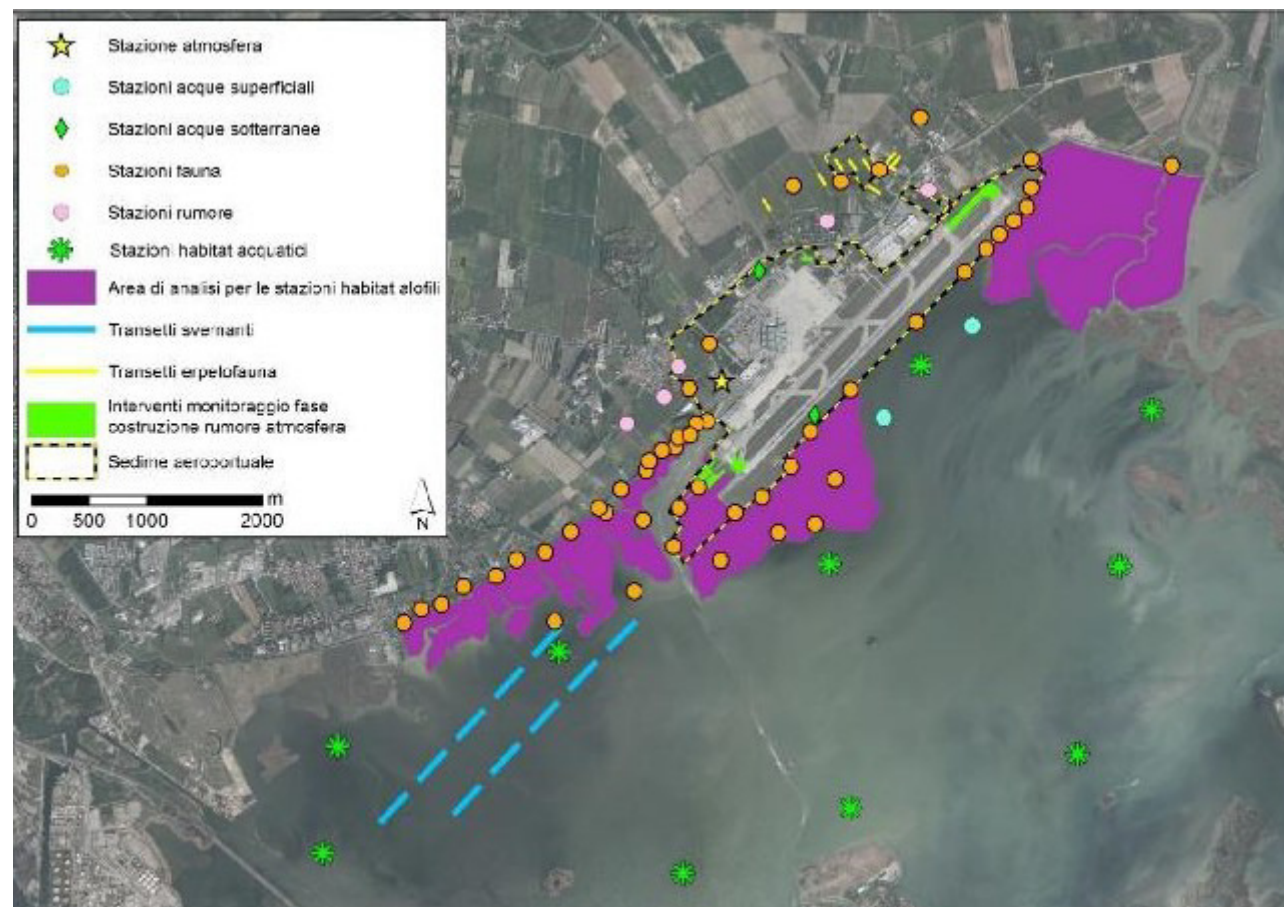 Stazione atmosfera
Stazioni acque superficiali
Stazioni acque sotterranee
Stazioni fauna
Stazioni rumore
Stazioni habitat acquatici
Area di analisi per le stazioni habitat alofili
Transetti svernanti
Transetti erpelofauna
Interventi monitoraggio fase
costruzione rumore atmosfera
Sedime aeroportuale
m
0 500 1000 2000
N